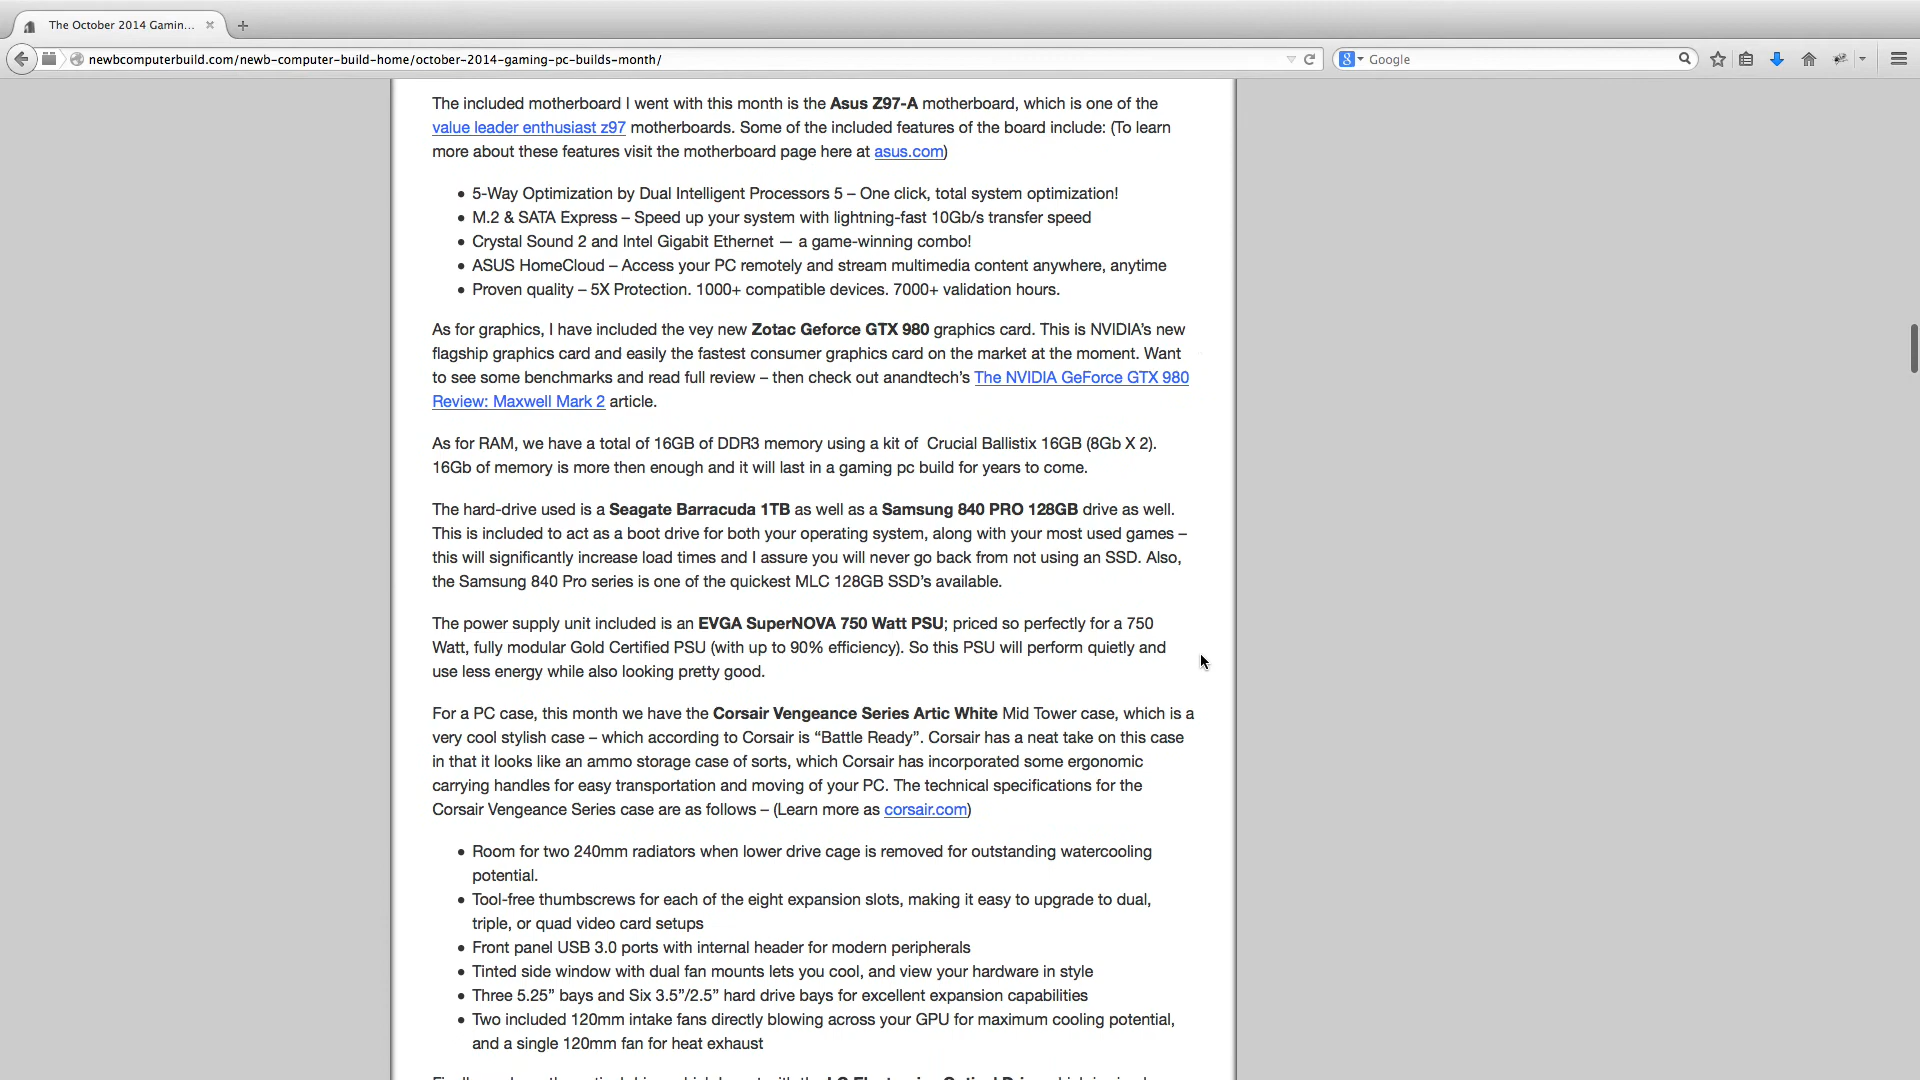 The October 2014 Gamin...
newbcomputerbuild.com/newb-computer-build-home/october-2014-gaming-pc-builds-month/
Google
The included motherboard I went with this month is the Asus Z97-A motherboard, which is one of the
value leader enthusiast z97 motherboards. Some of the included features of the board include: (To learn
more about these features visit the motherboard page here at asus.com)
• 5-Way Optimization by Dual Intelligent Processors 5 – One click, total system optimization!
• M.2 & SATA Express – Speed up your system with lightning-fast 10Gb/s transfer speed
• Crystal Sound 2 and Intel Gigabit Ethernet — a game-winning combo!
• ASUS HomeCloud – Access your PC remotely and stream multimedia content anywhere, anytime
• Proven quality – 5X Protection. 1000+ compatible devices. 7000+ validation hours.
As for graphics, I have included the vey new Zotac Geforce GTX 980 graphics card. This is NVIDIA's new
flagship graphics card and easily the fastest consumer graphics card on the market at the moment. Want
to see some benchmarks and read full review – then check out anandtech's The NVIDIA GeForce GTX 980
Review: Maxwell Mark 2 article.
As for RAM, we have a total of 16GB of DDR3 memory using a kit of  Crucial Ballistix 16GB (8Gb X 2).
16Gb of memory is more then enough and it will last in a gaming pc build for years to come.
The hard-drive used is a Seagate Barracuda 1TB as well as a Samsung 840 PRO 128GB drive as well.
This is included to act as a boot drive for both your operating system, along with your most used games –
this will significantly increase load times and I assure you will never go back from not using an SSD. Also,
the Samsung 840 Pro series is one of the quickest MLC 128GB SSD's available.
The power supply unit included is an EVGA SuperNOVA 750 Watt PSU; priced so perfectly for a 750
Watt, fully modular Gold Certified PSU (with up to 90% efficiency). So this PSU will perform quietly and
use less energy while also looking pretty good.
For a PC case, this month we have the Corsair Vengeance Series Artic White Mid Tower case, which is a
very cool stylish case – which according to Corsair is “Battle Ready”. Corsair has a neat take on this case
in that it looks like an ammo storage case of sorts, which Corsair has incorporated some ergonomic
carrying handles for easy transportation and moving of your PC. The technical specifications for the
Corsair Vengeance Series case are as follows – (Learn more as corsair.com)
• Room for two 240mm radiators when lower drive cage is removed for outstanding watercooling
potential.
• Tool-free thumbscrews for each of the eight expansion slots, making it easy to upgrade to dual,
triple, or quad video card setups
• Front panel USB 3.0 ports with internal header for modern peripherals
• Tinted side window with dual fan mounts lets you cool, and view your hardware in style
• Three 5.25” bays and Six 3.5”/2.5” hard drive bays for excellent expansion capabilities
• Two included 120mm intake fans directly blowing across your GPU for maximum cooling potential,
and a single 120mm fan for heat exhaust